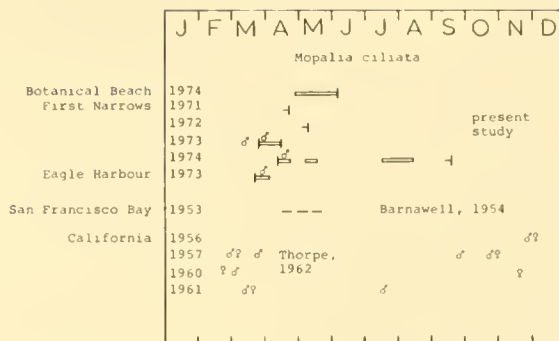 J F M A M J J A S O N D
Mopalia ciliata
Botanical Beach 1974
First Narrows 1971
1972
present
study
1973 ♂ ♂
1974 ♂
Eagle Harbour 1973 ♂
San Francisco Bay 1953 Barnawell, 1954
California 1956 ♂♀
1957 ♂♀ ♂ Thorpe, ♂ ♂♀
1962
1960 ♀ ♂ ♀
1961 ♂♀ ♂